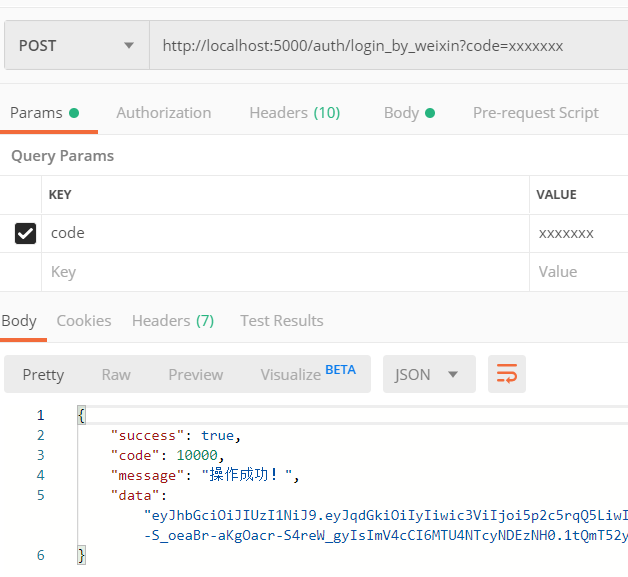 POST http://localhost:5000/auth/login_by_weixin?code=xxxxxxx
Params Authorization Headers (10) Body Pre-request Script
Query Params
KEY VALUE
code xxxxxxx
Key Value
Body Cookies Headers (7) Test Results
Pretty Raw Preview Visualize BETA JSON
1 {
2 "success": true,
3 "code": 10000,
4 "message": "操作成功！",
5 "data":
"eyJhbGciOiJIUzI1NiJ9.eyJqdGkiOiIyIiwic3ViIjoi5p2c5rqQ5LiwI
-S_oeaBr-aKgOacr-S4reW_gyIsImV4cCI6MTU4NTcyNDEzNH0.1tQmT52y
6 }